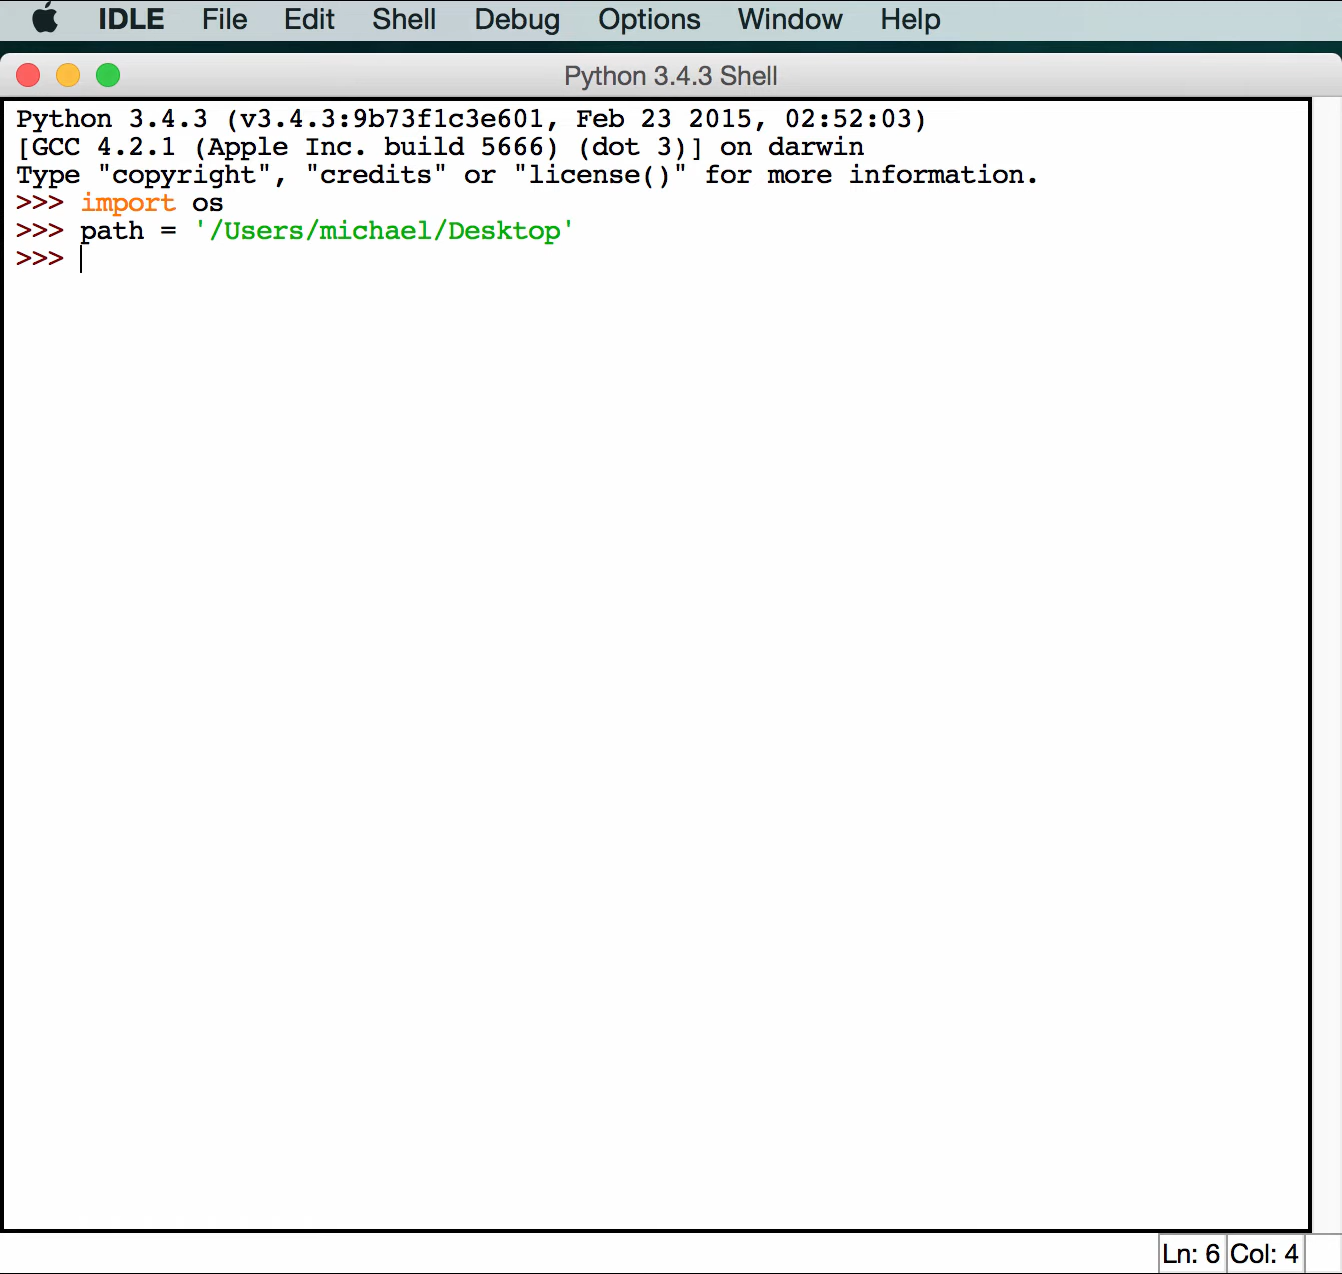 IDLE File Edit Shell Debug Options Window Help
Python 3.4.3 Shell
Python 3.4.3 (v3.4.3:9b73f1c3e601, Feb 23 2015, 02:52:03)
[GCC 4.2.1 (Apple Inc. build 5666) (dot 3)] on darwin
Type "copyright", "credits" or "license()" for more information.
>>> import os
>>> path = '/Users/michael/Desktop'
>>>
Ln: 6 Col: 4